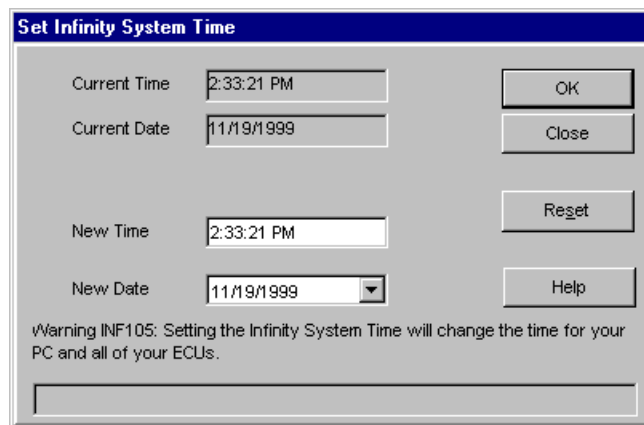 Set Infinity System Time
Current Time 2:33:21 PM OK
Current Date 11/19/1999 Close
Reset
New Time 2:33:21 PM
New Date 11/19/1999 Help
Warning INF105: Setting the Infinity System Time will change the time for your
PC and all of your ECUs.